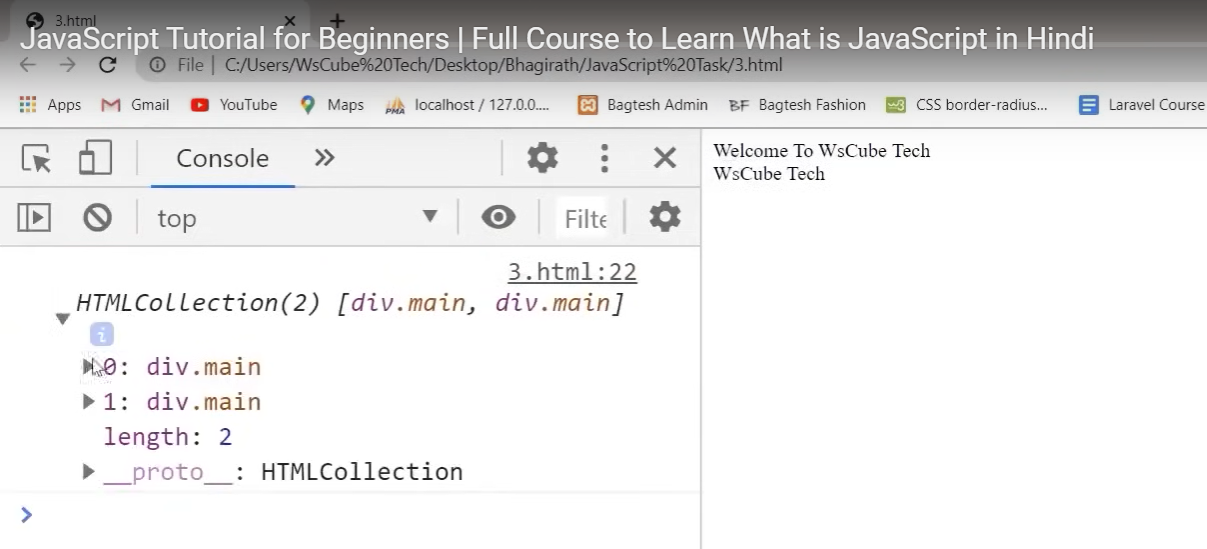 3.html
JavaScript Tutorial for Beginners | Full Course to Learn What is JavaScript in Hindi
File | C:/Users/WsCube%20Tech/Desktop/Bhagirath/JavaScript%20Task/3.html
Apps Gmail YouTube Maps localhost / 127.0.0.... Bagtesh Admin BF Bagtesh Fashion CSS border-radius... Laravel Course
Console
top Filte
3.html:22
HTMLCollection(2) [div.main, div.main]
i
0: div.main
1: div.main
length: 2
__proto__: HTMLCollection
Welcome To WsCube Tech
WsCube Tech